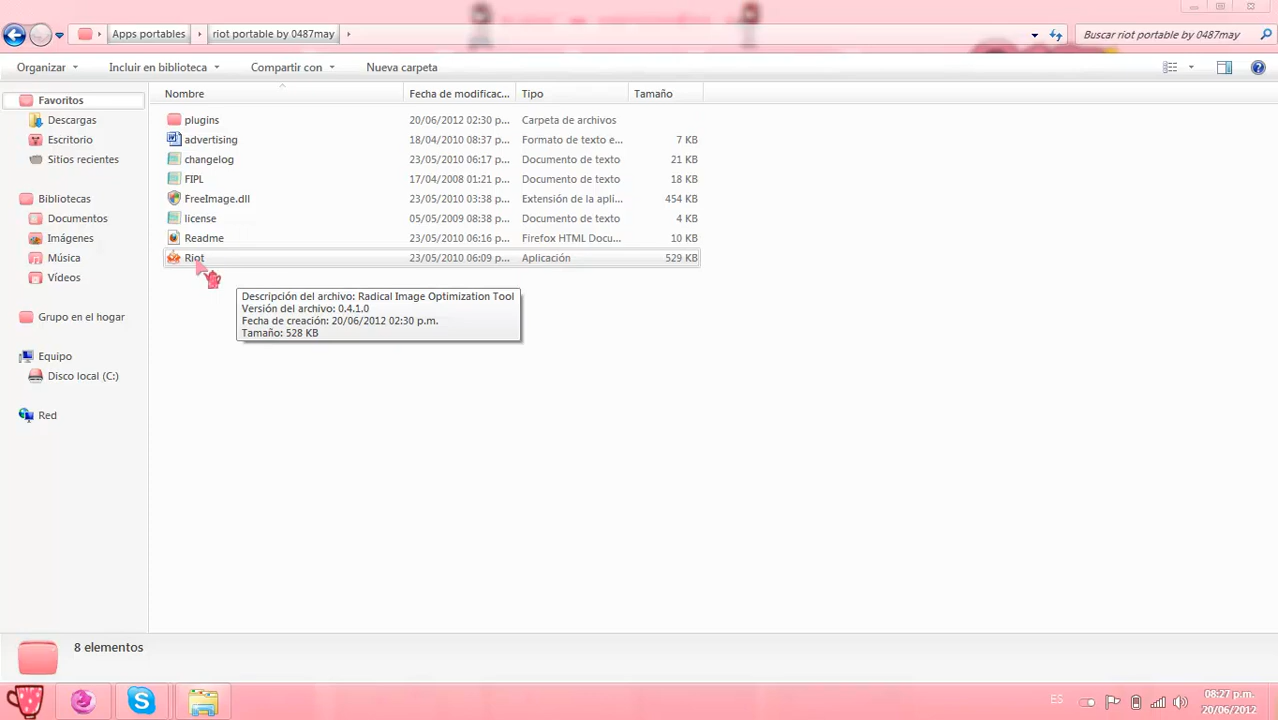 Apps portables
riot portable by 0487may
Buscar riot portable by 0487may
Organizar
Incluir en biblioteca
Compartir con
Nueva carpeta
Nombre
Fecha de modificac...
Tipo
Tamaño
Favoritos
Descargas
Escritorio
Sitios recientes
Bibliotecas
Documentos
Imágenes
Música
Vídeos
Grupo en el hogar
Equipo
Disco local (C:)
Red
plugins 20/06/2012 02:30 p.m. Carpeta de archivos
advertising 18/04/2010 08:37 p... Formato de texto e... 7 KB
changelog 23/05/2010 06:17 p... Documento de texto 21 KB
FIPL 17/04/2008 01:21 p... Documento de texto 18 KB
FreeImage.dll 23/05/2010 03:38 p... Extensión de la apli... 454 KB
license 05/05/2009 08:38 p... Documento de texto 4 KB
Readme 23/05/2010 06:16 p... Firefox HTML Docu... 10 KB
Riot 23/05/2010 06:09 p... Aplicación 529 KB
Descripción del archivo: Radical Image Optimization Tool
Versión del archivo: 0.4.1.0
Fecha de creación: 20/06/2012 02:30 p.m.
Tamaño: 528 KB
8 elementos
ES
08:27 p.m.
20/06/2012